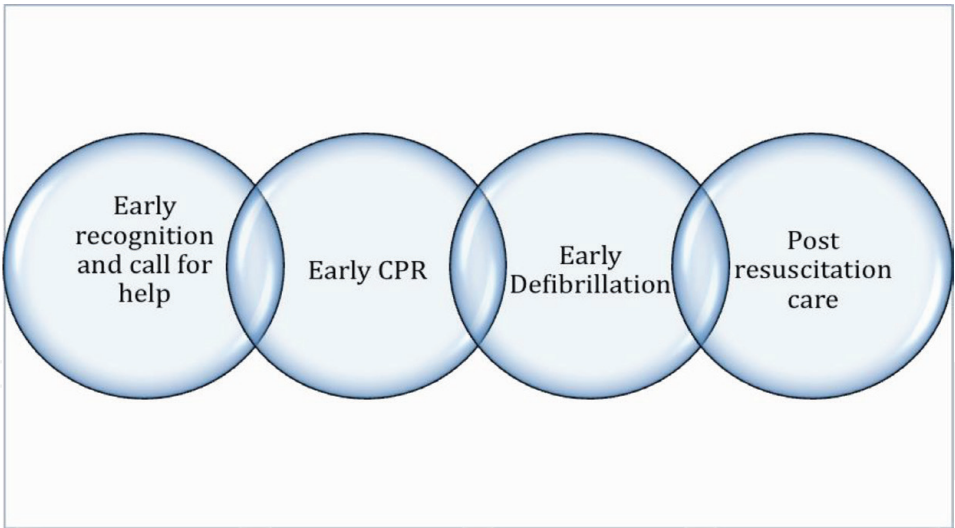 Early
recognition
and call for
help
Early CPR
Early
Defibrillation
Post
resuscitation
care